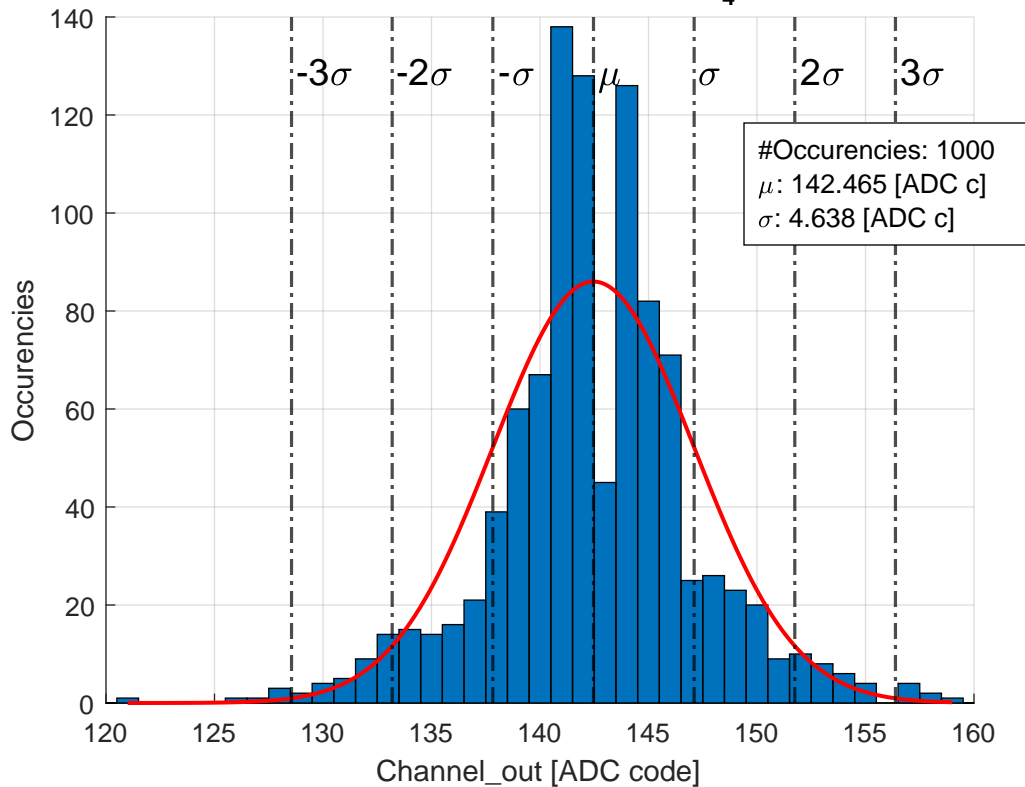 4
140
-3σ -2σ -σ μ σ 2σ 3σ
120
#Occurencies: 1000
μ: 142.465 [ADC c]
σ: 4.638 [ADC c]
100
80
60
40
20
0
Occurencies
120 125 130 135 140 145 150 155 160
Channel_out [ADC code]